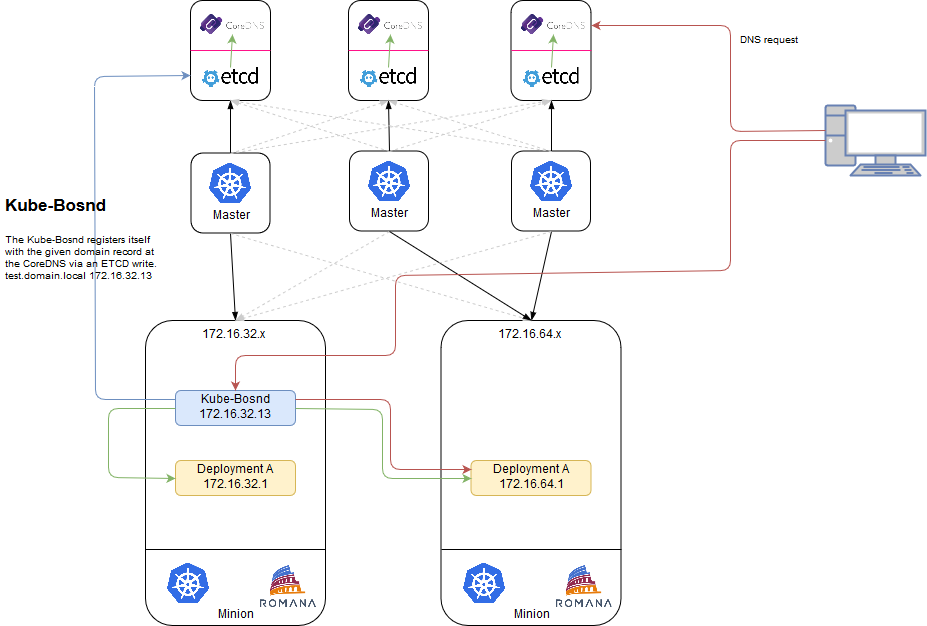 CoreDNS
CoreDNS
CoreDNS
DNS request
etcd
etcd
etcd
Master
Master
Master
Kube-Bosnd
The Kube-Bosnd registers itself
with the given domain record at
the CoreDNS via an ETCD write.
test.domain.local 172.16.32.13
172.16.32.x
172.16.64.x
Kube-Bosnd
172.16.32.13
Deployment A
172.16.32.1
Deployment A
172.16.64.1
ROMANA
Minion
ROMANA
Minion